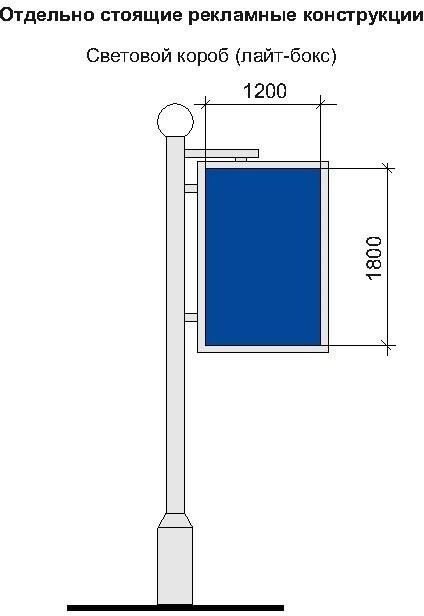 Отдельно стоящие рекламные конструкции
Световой короб (лайт-бокс)
1200
1800